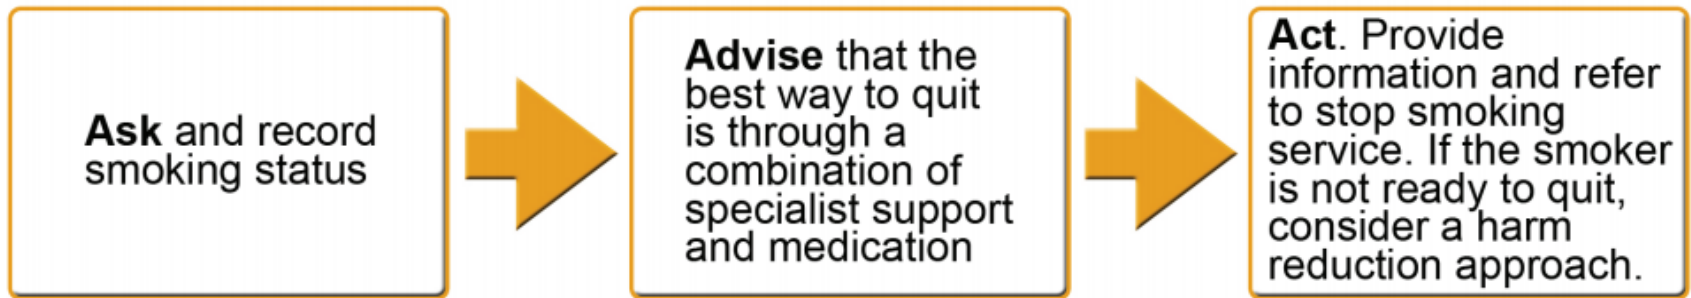 Ask and record
smoking status
Advise that the
best way to quit
is through a
combination of
specialist support
and medication
Act. Provide
information and refer
to stop smoking
service. If the smoker
is not ready to quit,
consider a harm
reduction approach.